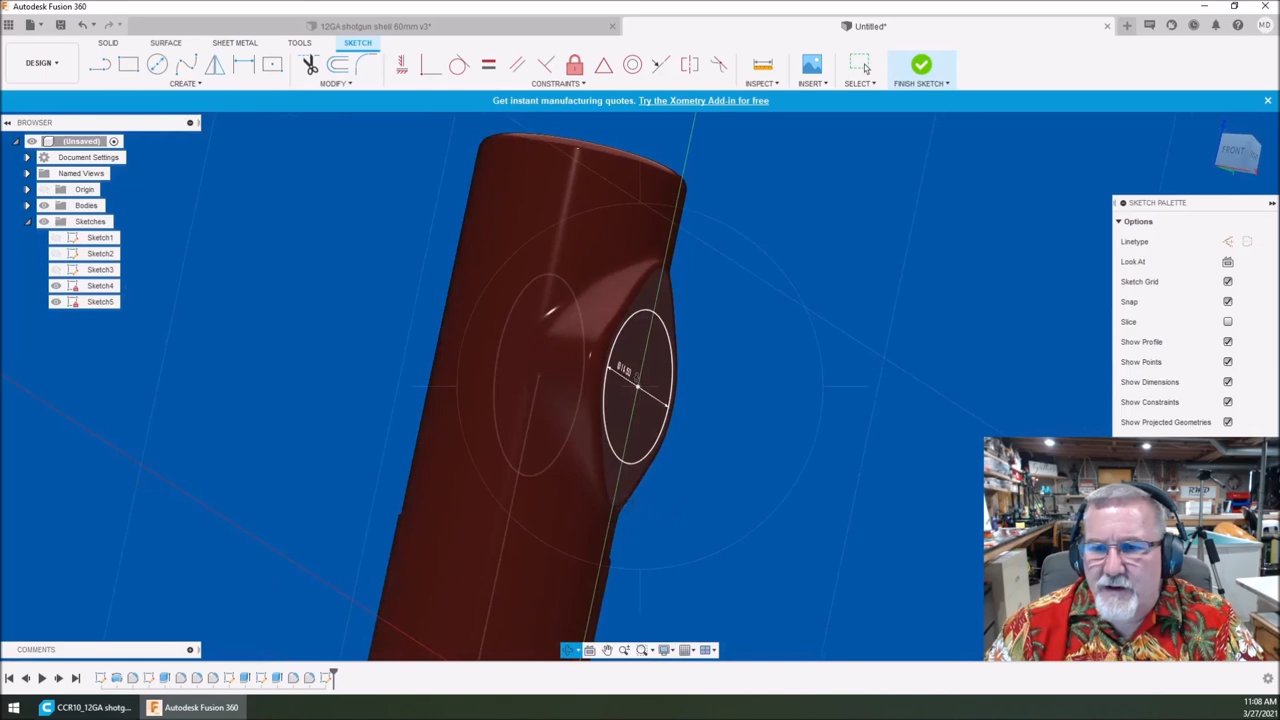 Autodesk Fusion 360
12GA shotgun shell 60mm v3*
Untitled*
MD
DESIGN
SOLID
SURFACE
SHEET METAL
TOOLS
SKETCH
CREATE
MODIFY
CONSTRAINTS
INSPECT
INSERT
SELECT
FINISH SKETCH
Get instant manufacturing quotes. Try the Xometry Add-in for free
BROWSER
(Unsaved)
Document Settings
Named Views
Origin
Bodies
Sketches
Sketch1
Sketch2
Sketch3
Sketch4
Sketch5
FRONT
SKETCH PALETTE
Options
Linetype
Look At
Sketch Grid
Snap
Slice
Show Profile
Show Points
Show Dimensions
Show Constraints
Show Projected Geometries
COMMENTS
CCR10_12GA shotg...
Autodesk Fusion 360
11:08 AM
3/27/2021